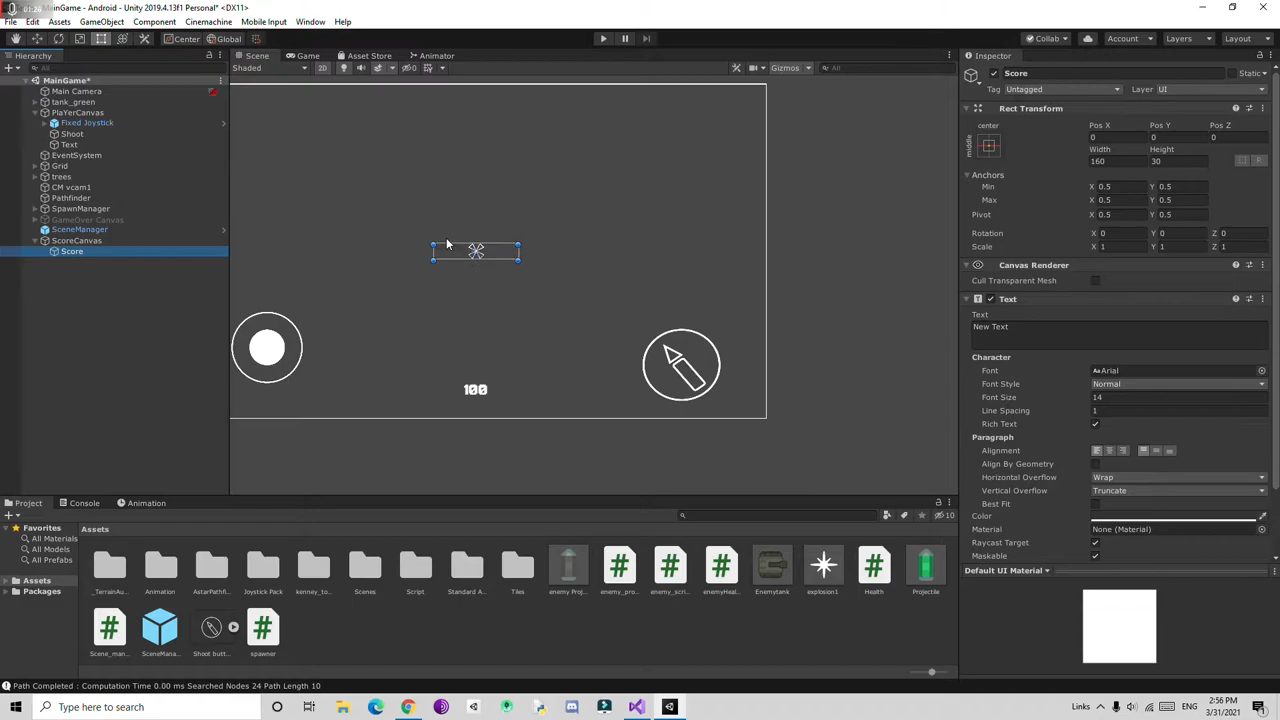 01:26
MainGame - Android - Unity 2019.4.13f1 Personal* <DX11>
File Edit Assets GameObject Component Cinemachine Mobile Input Window Help
Center Global Collab Account Layers Layout
Hierarchy Scene Game Asset Store Animator Inspector
All Shaded 2D 0 Gizmos All
Score Static
Tag Untagged Layer UI
MainGame*
Main Camera
tank_green
PlaYerCanvas
Fixed Joystick
Shoot
Text
EventSystem
Grid
trees
CM vcam1
Pathfinder
SpawnManager
GameOver Canvas
SceneManager
ScoreCanvas
Score
100
Rect Transform
center
middle
Pos X Pos Y Pos Z
0 0 0
Width Height
160 30
R
Anchors
Min X 0.5 Y 0.5
Max X 0.5 Y 0.5
Pivot X 0.5 Y 0.5
Rotation X 0 Y 0 Z 0
Scale X 1 Y 1 Z 1
Canvas Renderer
Cull Transparent Mesh
T Text
Text
New Text
Character
Font Arial
Font Style Normal
Font Size 14
Line Spacing 1
Rich Text
Paragraph
Alignment
Align By Geometry
Horizontal Overflow Wrap
Vertical Overflow Truncate
Best Fit
Color
Material None (Material)
Raycast Target
Maskable
Default UI Material
Project Console Animation
10
Favorites
All Materials
All Models
All Prefabs
Assets
Packages
Assets
_TerrainAu... Animation AstarPathfi... Joystick Pack kenney_to... Scenes Script Standard A... Tiles enemy Proj... enemy_pro... enemy_scri... enemyHeal... Enemytank explosion1 Health Projectile
Scene_man... SceneMana... Shoot butt... spawner
Path Completed : Computation Time 0.00 ms Searched Nodes 24 Path Length 10
Type here to search
Links
2:56 PM
3/31/2021